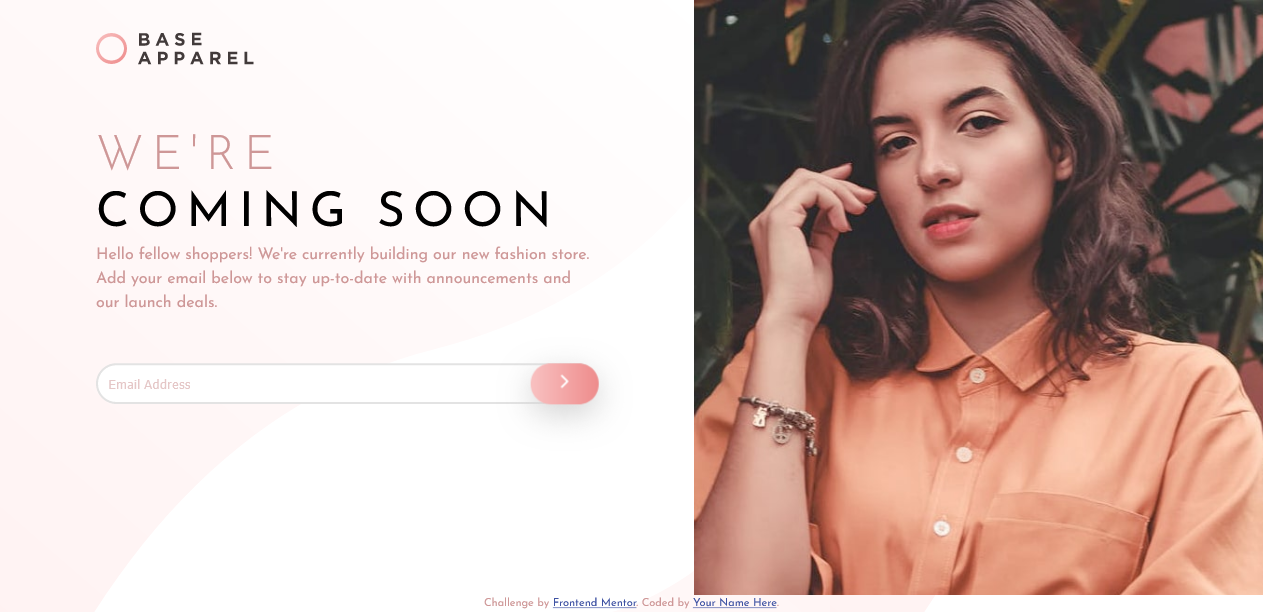 BASE
APPAREL
WE'RE
COMING SOON
Hello fellow shoppers! We're currently building our new fashion store.
Add your email below to stay up-to-date with announcements and
our launch deals.
Email Address
Challenge by Frontend Mentor. Coded by Your Name Here.